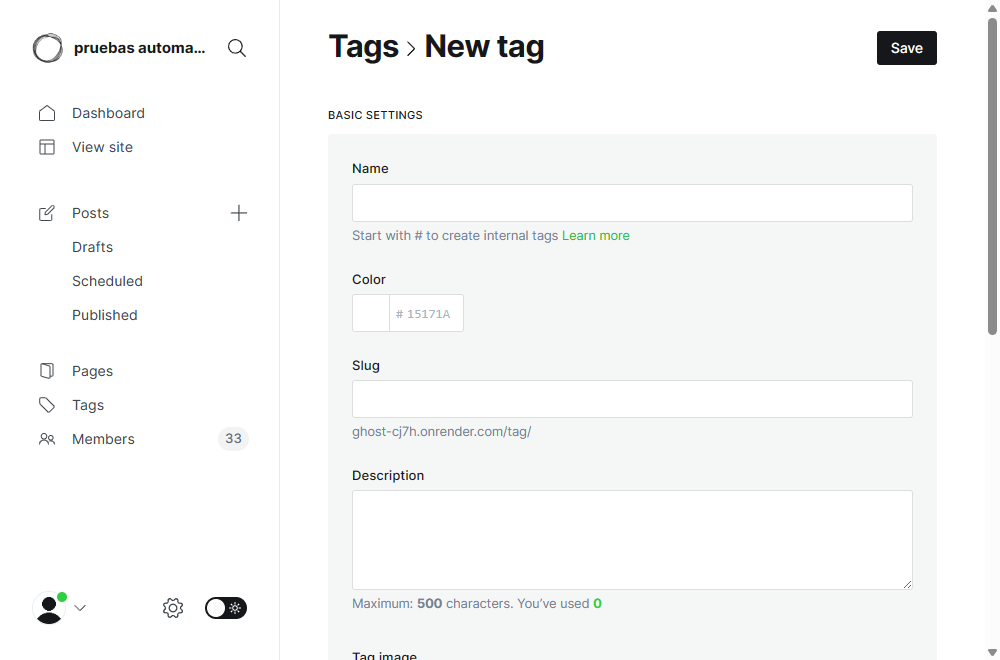 pruebas automa...
Dashboard
View site
Posts
Drafts
Scheduled
Published
Pages
Tags
Members
33
Tags > New tag
Save
BASIC SETTINGS
Name
Start with # to create internal tags Learn more
Color
# 15171A
Slug
ghost-cj7h.onrender.com/tag/
Description
Maximum: 500 characters. You’ve used 0
Tag image